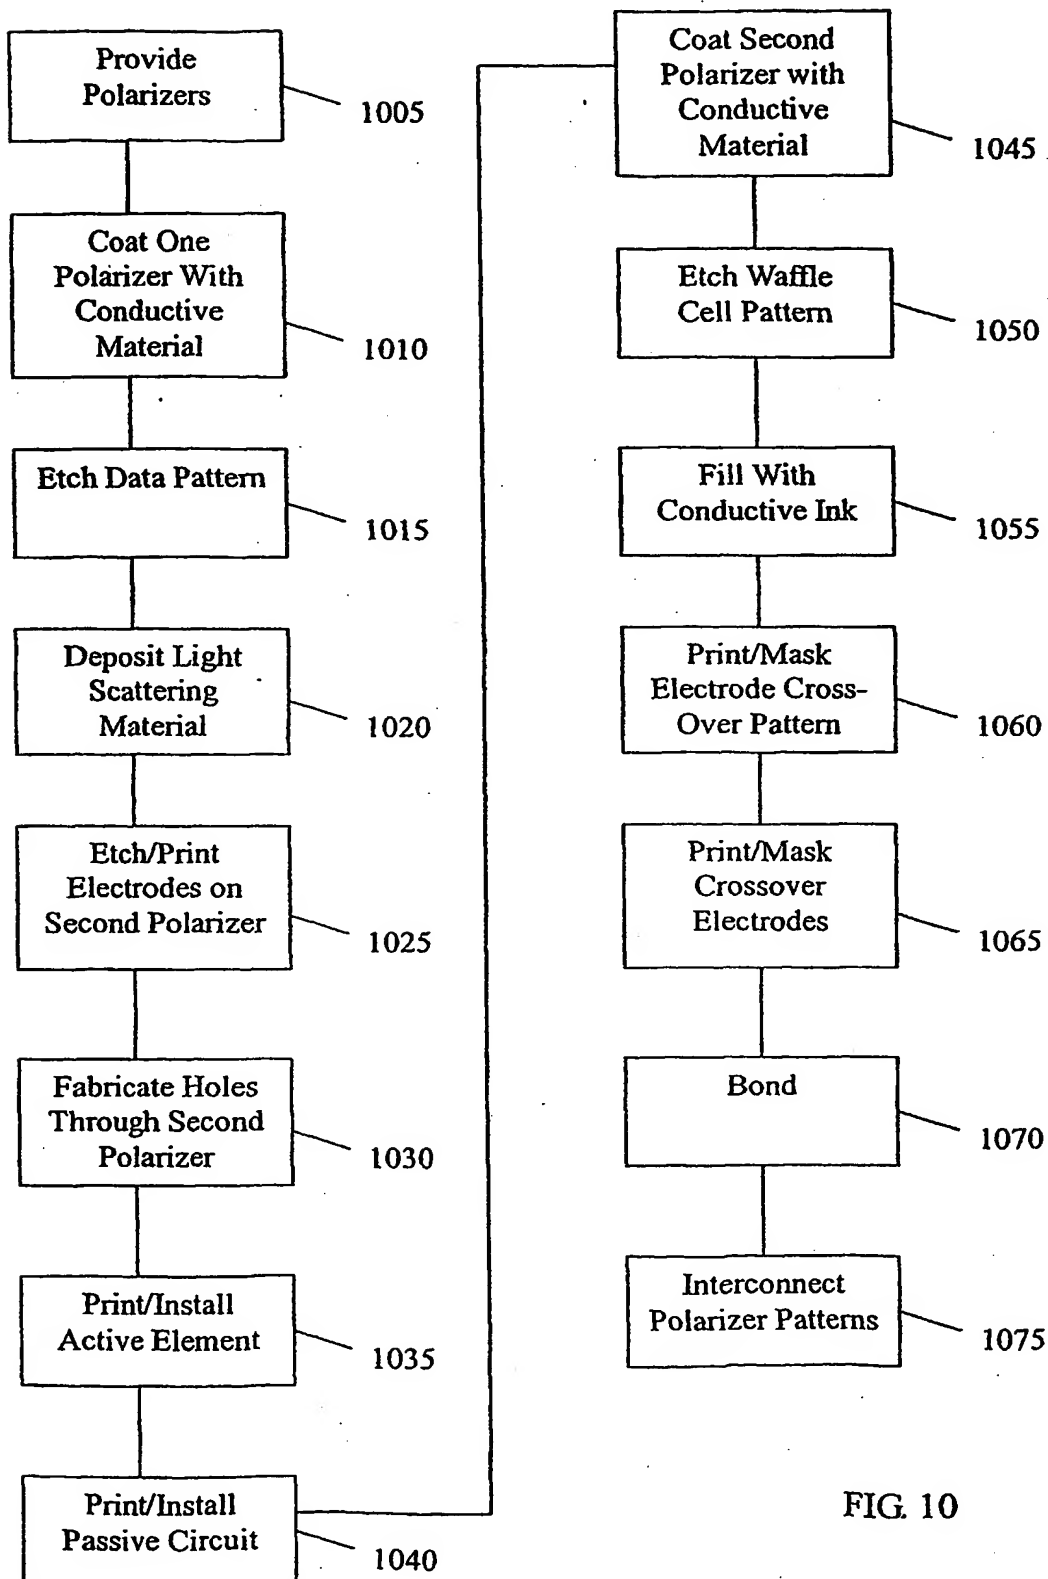 Provide
Polarizers
1005
Coat One
Polarizer With
Conductive
Material
1010
Etch Data Pattern
1015
Deposit Light
Scattering
Material
1020
Etch/Print
Electrodes on
Second Polarizer
1025
Fabricate Holes
Through Second
Polarizer
1030
Print/Install
Active Element
1035
Print/Install
Passive Circuit
1040
Coat Second
Polarizer with
Conductive
Material
1045
Etch Waffle
Cell Pattern
1050
Fill With
Conductive Ink
1055
Print/Mask
Electrode Cross-
Over Pattern
1060
Print/Mask
Crossover
Electrodes
1065
Bond
1070
Interconnect
Polarizer Patterns
1075
FIG. 10